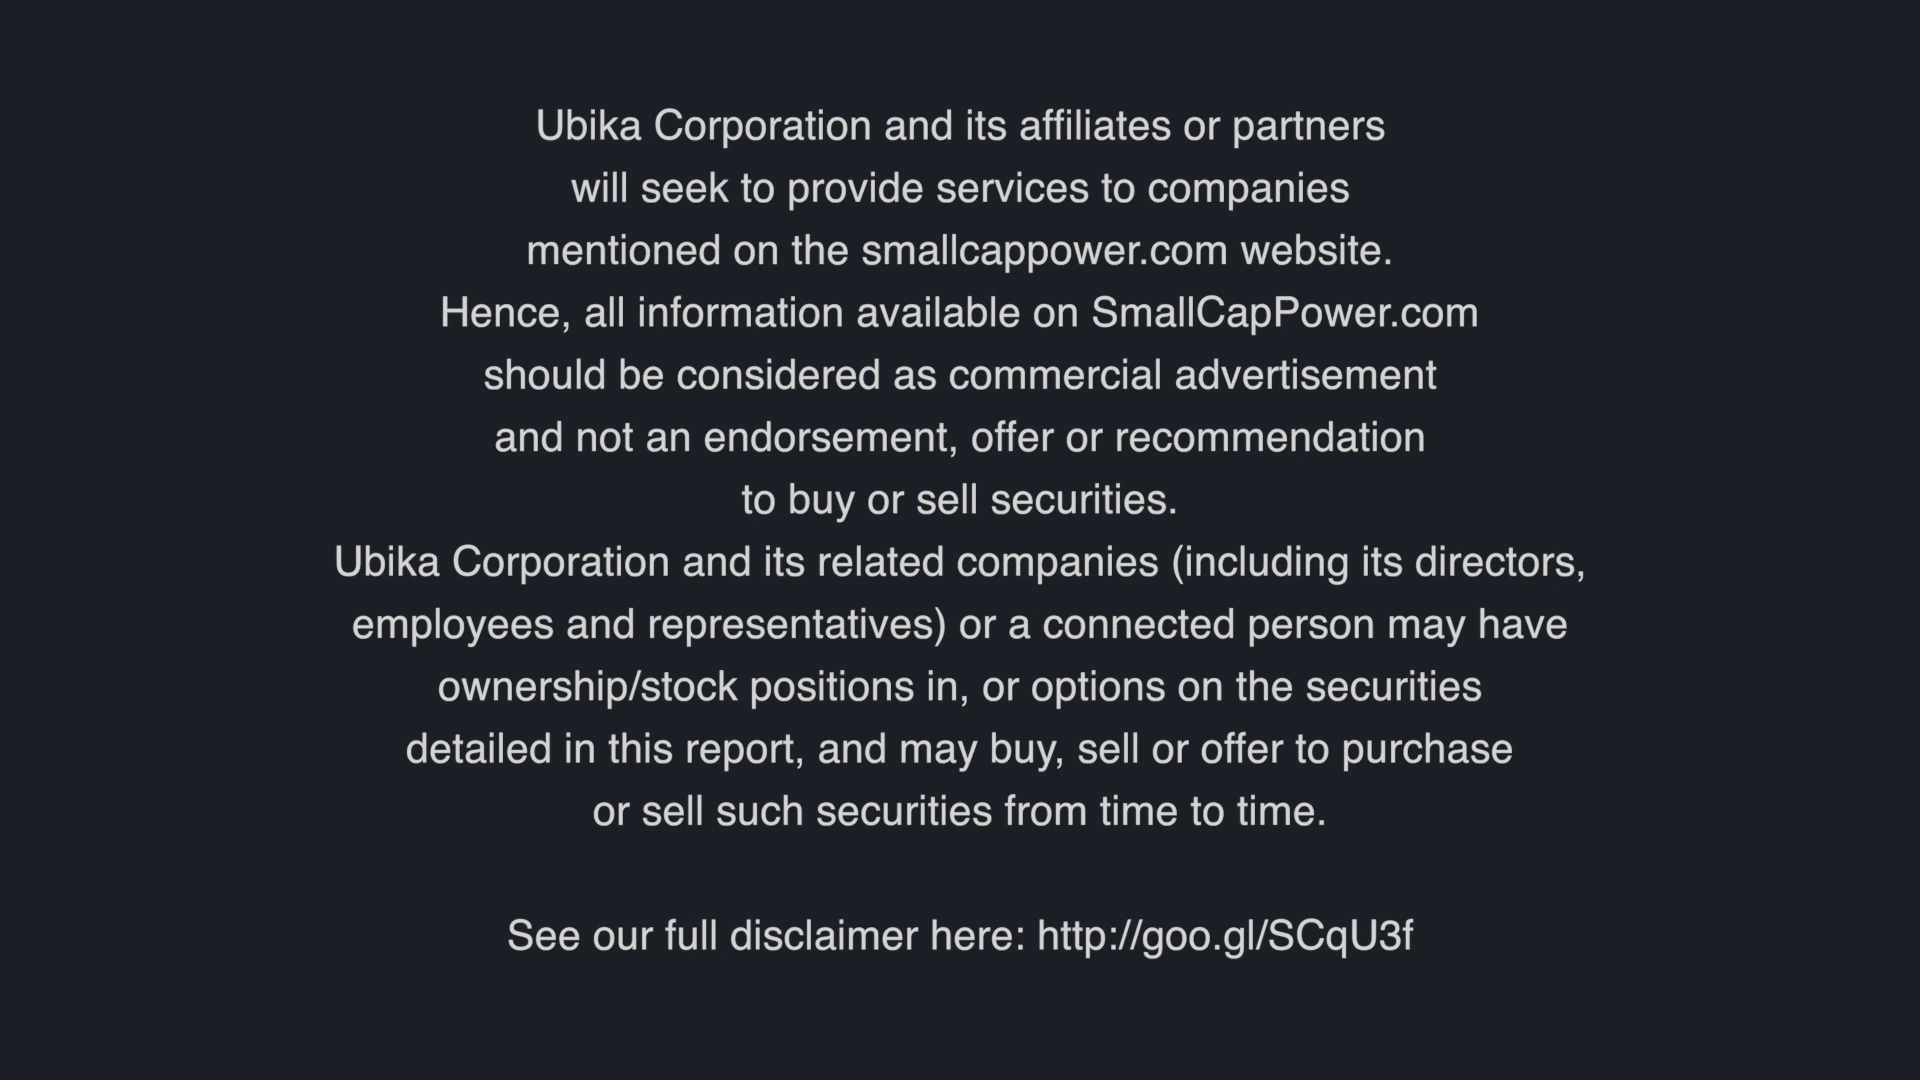 Ubika Corporation and its affiliates or partners
will seek to provide services to companies
mentioned on the smallcappower.com website.
Hence, all information available on SmallCapPower.com
should be considered as commercial advertisement
and not an endorsement, offer or recommendation
to buy or sell securities.
Ubika Corporation and its related companies (including its directors,
employees and representatives) or a connected person may have
ownership/stock positions in, or options on the securities
detailed in this report, and may buy, sell or offer to purchase
or sell such securities from time to time.
See our full disclaimer here: http://goo.gl/SCqU3f